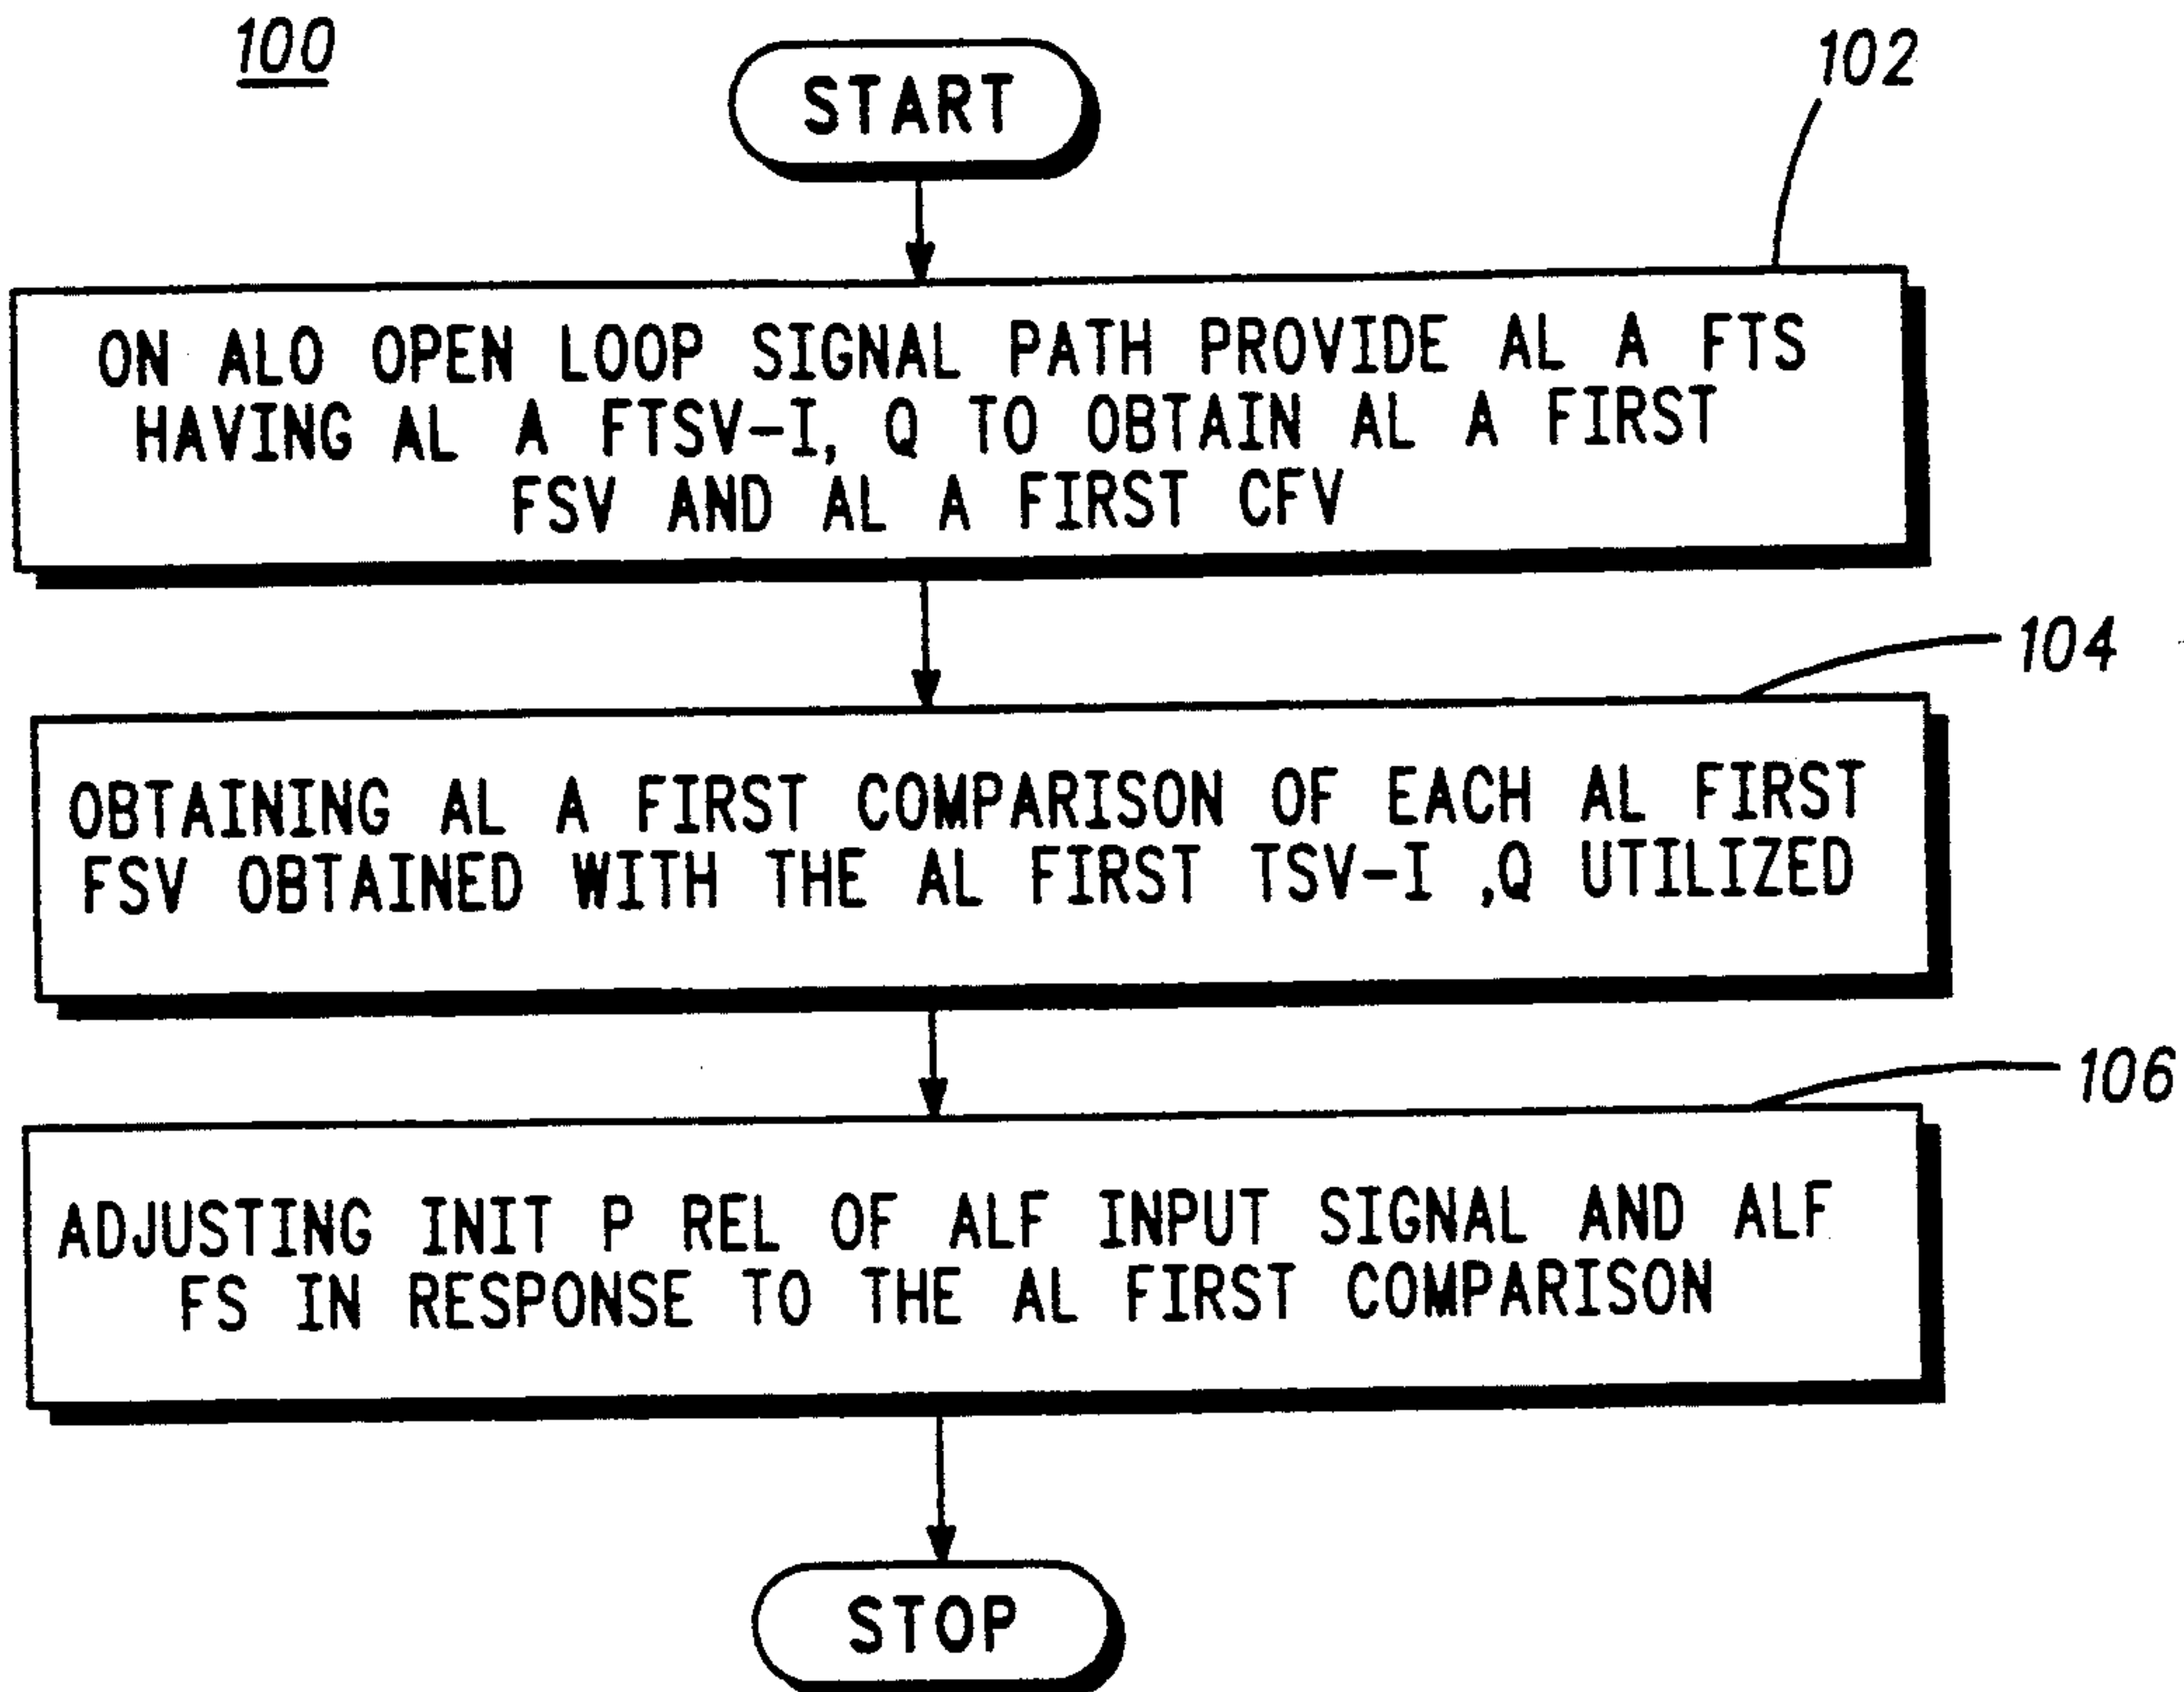 100
START
102
ON ALO OPEN LOOP SIGNAL PATH PROVIDE AL A FTS
HAVING AL A FTSV-I, Q TO OBTAIN AL A FIRST
FSV AND AL A FIRST CFV
104
OBTAINING AL A FIRST COMPARISON OF EACH AL FIRST
FSV OBTAINED WITH THE AL FIRST TSV-I ,Q UTILIZED
106
ADJUSTING INIT P REL OF ALF INPUT SIGNAL AND ALF
FS IN RESPONSE TO THE AL FIRST COMPARISON
STOP